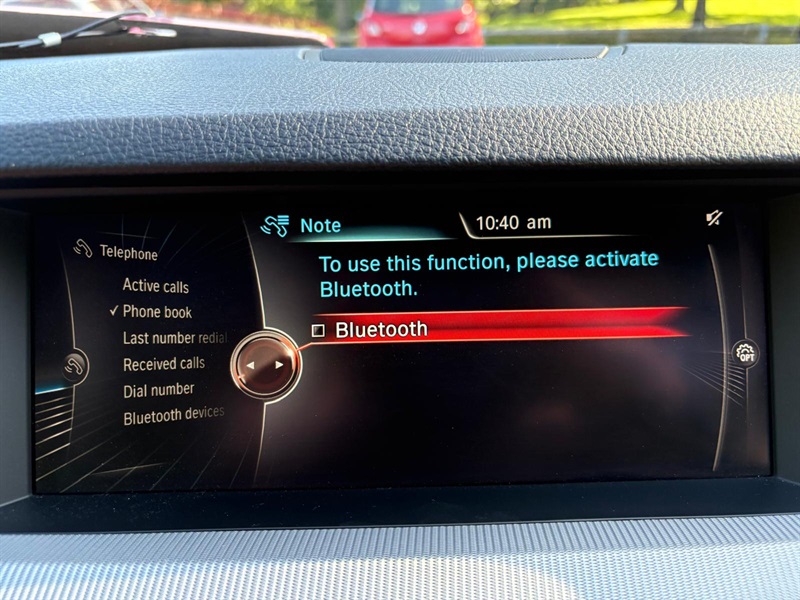 Note
10:40 am
Telephone
Active calls
✓ Phone book
Last number redial
Received calls
Dial number
Bluetooth devices
To use this function, please activate
Bluetooth.
Bluetooth
OPT